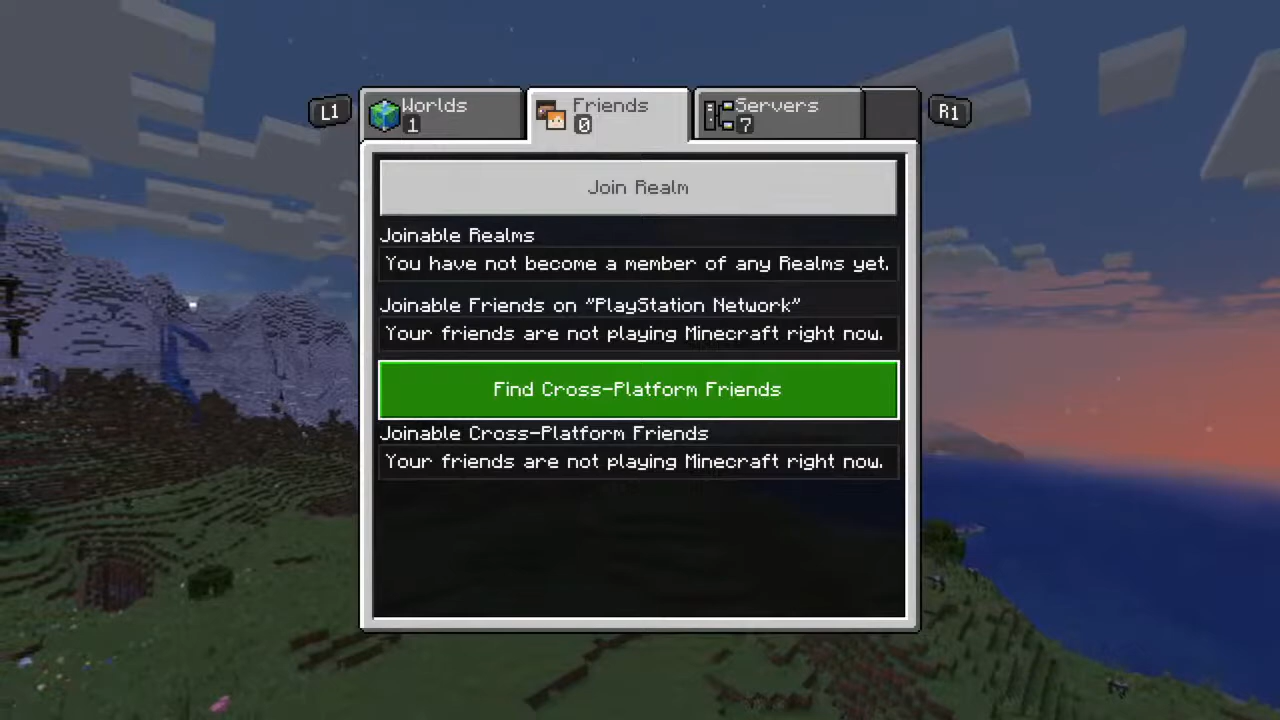 L1
Worlds
1
Friends
0
Servers
7
R1
Join Realm
Joinable Realms
You have not become a member of any Realms yet.
Joinable Friends on "PlayStation Network"
Your friends are not playing Minecraft right now.
Find Cross-Platform Friends
Joinable Cross-Platform Friends
Your friends are not playing Minecraft right now.